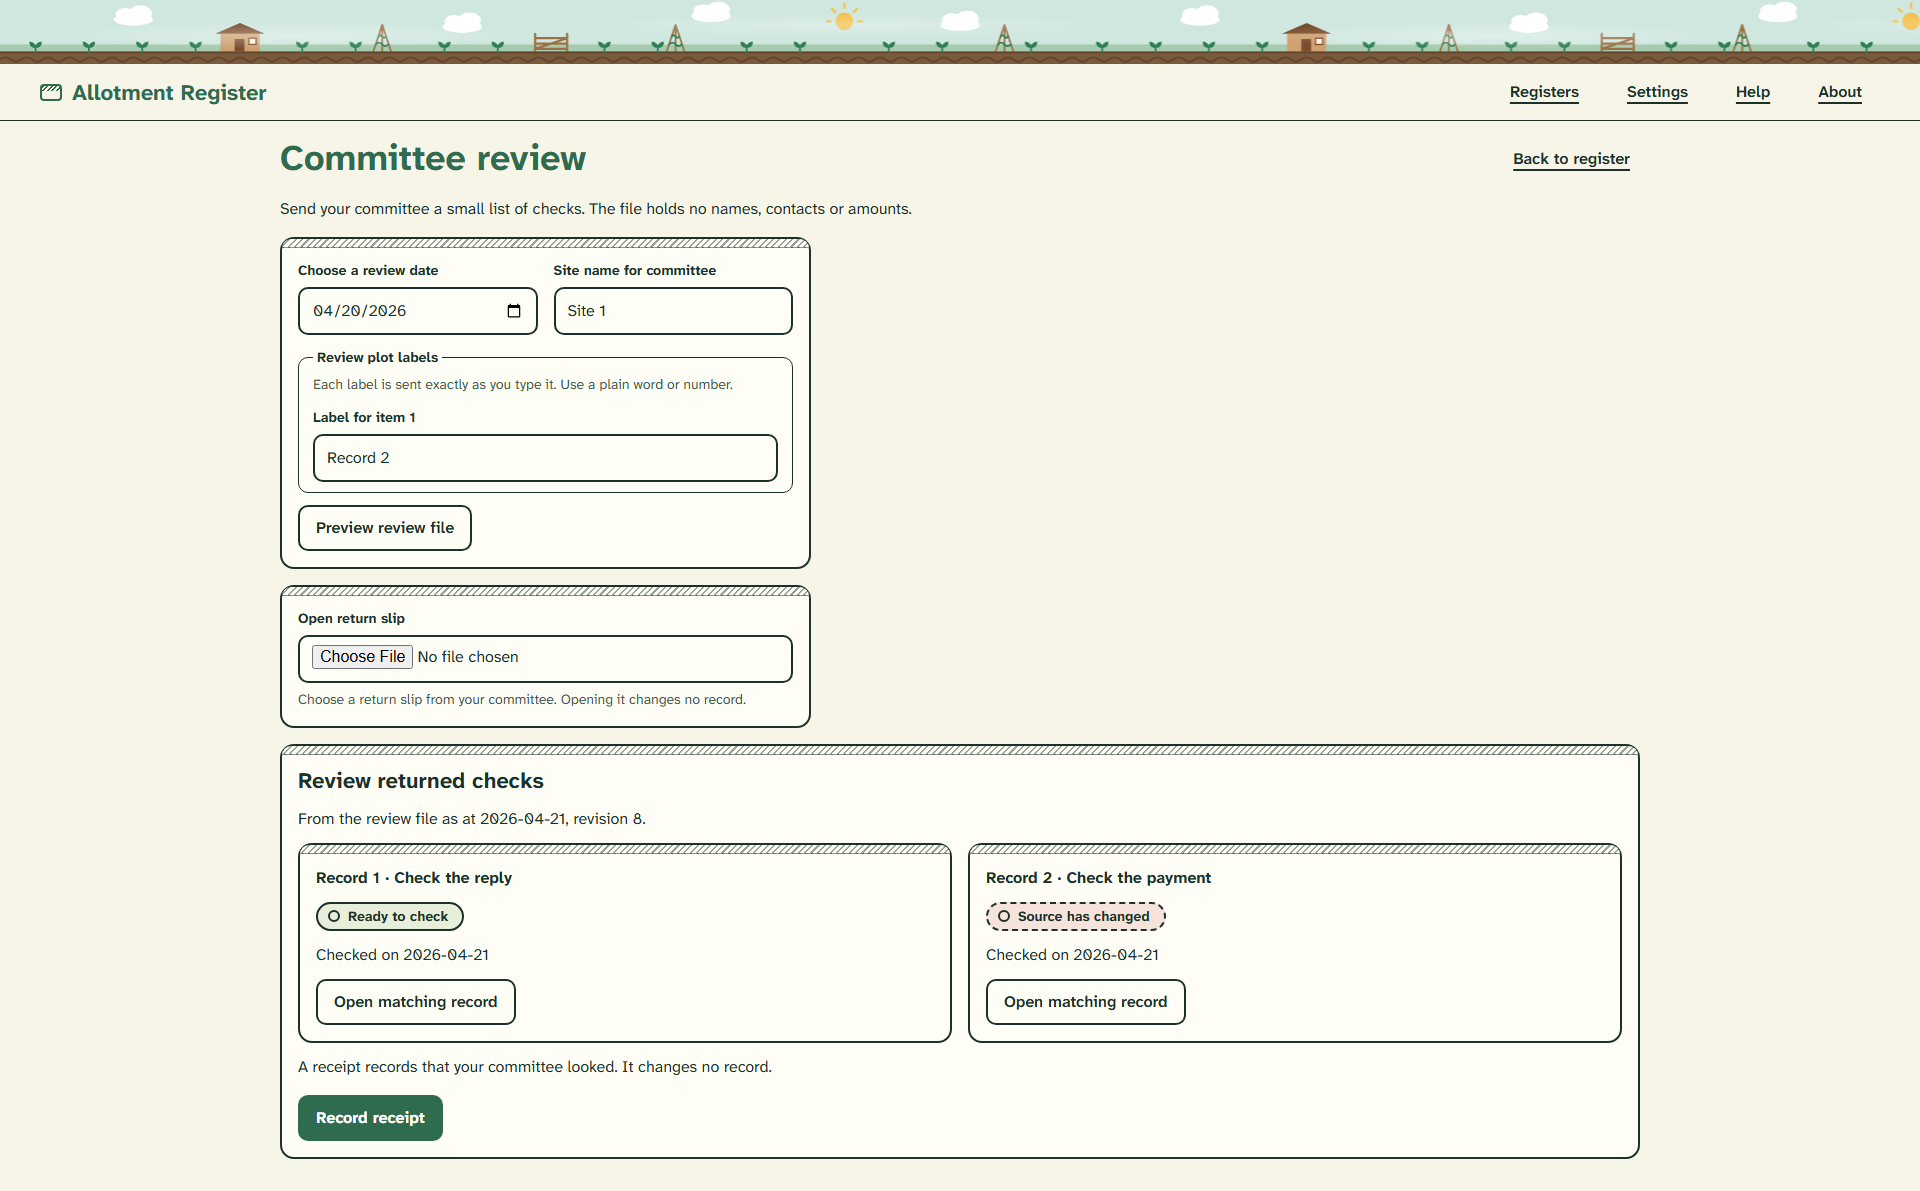 Allotment Register
Registers
Settings
Help
About
Committee review
Back to register
Send your committee a small list of checks. The file holds no names, contacts or amounts.
Choose a review date
Site name for committee
04/20/2026
Site 1
Review plot labels
Each label is sent exactly as you type it. Use a plain word or number.
Label for item 1
Record 2
Preview review file
Open return slip
Choose File No file chosen
Choose a return slip from your committee. Opening it changes no record.
Review returned checks
From the review file as at 2026-04-21, revision 8.
Record 1 · Check the reply
Ready to check
Checked on 2026-04-21
Open matching record
Record 2 · Check the payment
Source has changed
Checked on 2026-04-21
Open matching record
A receipt records that your committee looked. It changes no record.
Record receipt